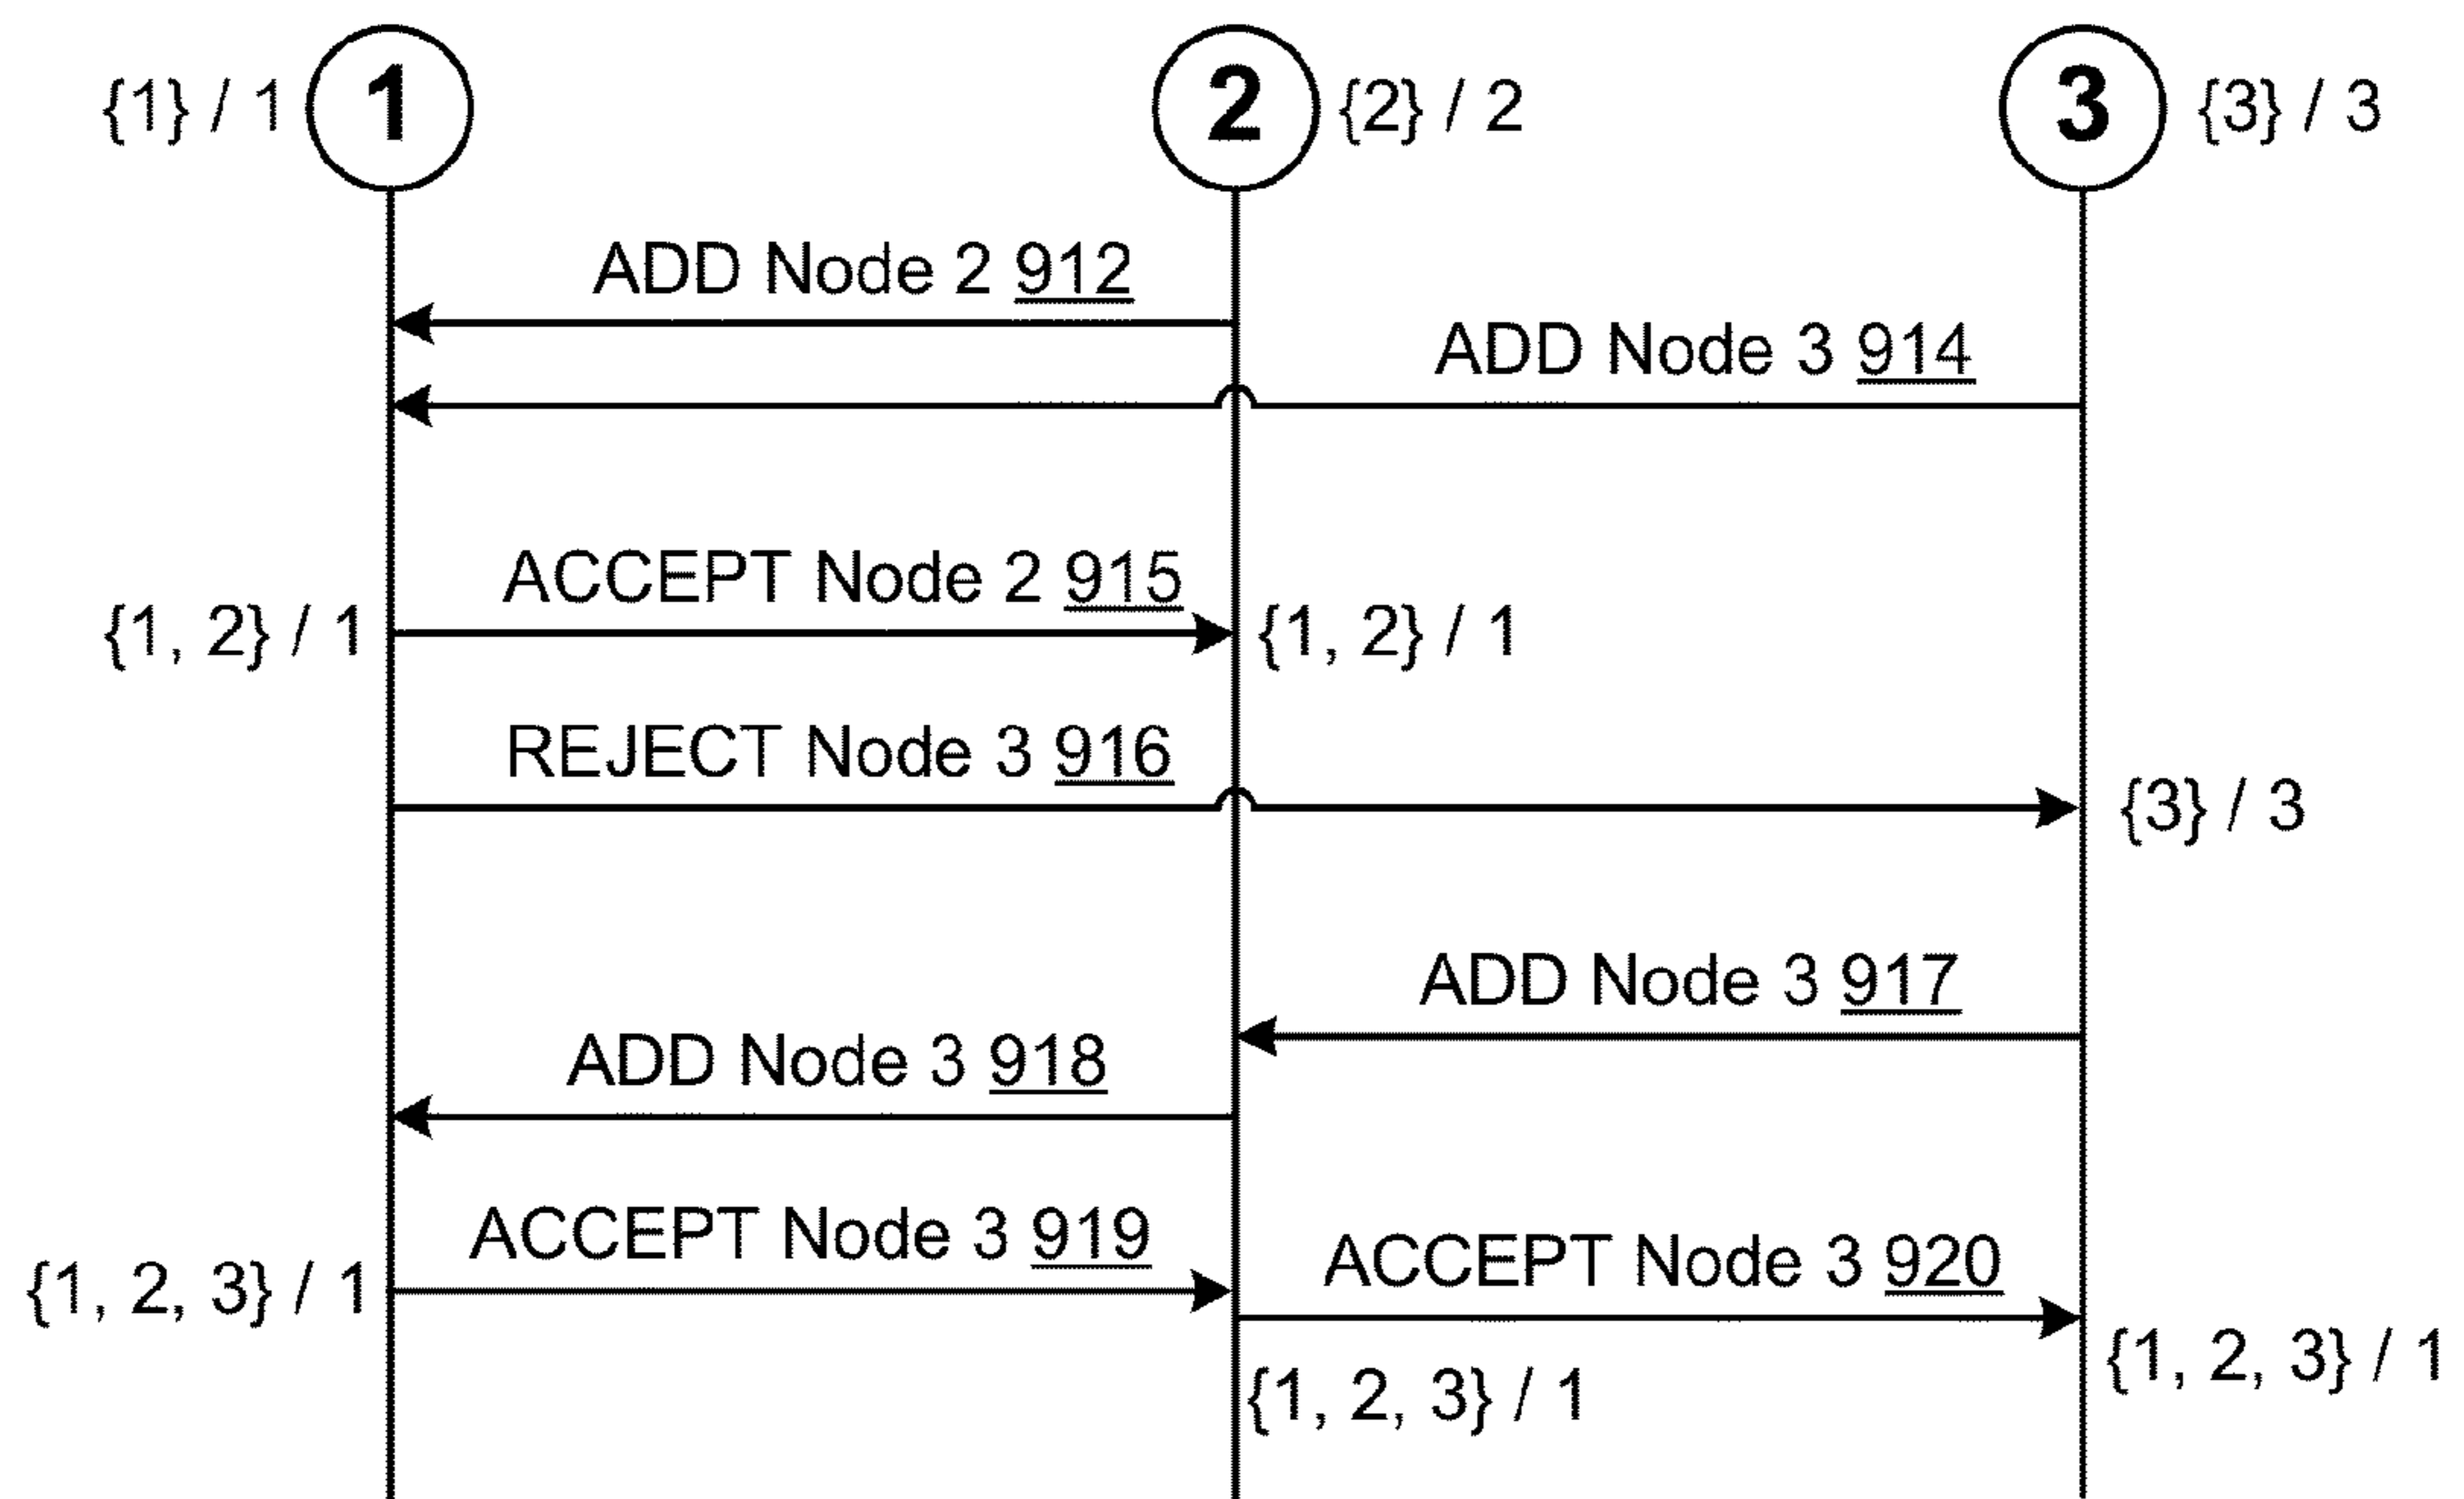 {1} / 1 1 2 {2} / 2 3 {3} / 3
ADD Node 2 912
ADD Node 3 914
ACCEPT Node 2 915
{1, 2} / 1 {1, 2} / 1
REJECT Node 3 916
{3} / 3
ADD Node 3 917
ADD Node 3 918
ACCEPT Node 3 919
ACCEPT Node 3 920
{1, 2, 3} / 1
{1, 2, 3} / 1
{1, 2, 3} / 1